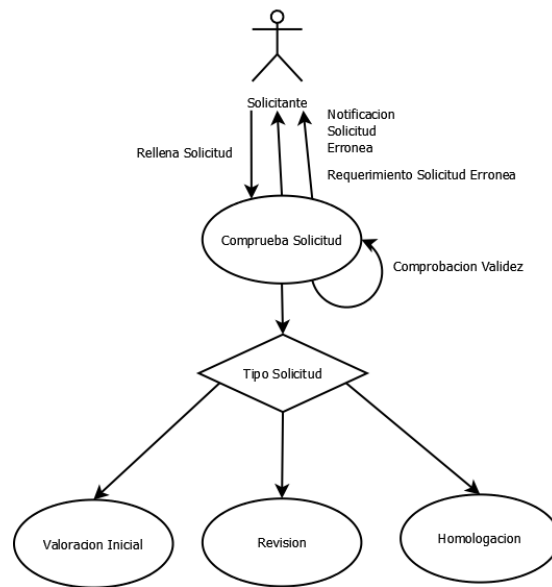 Solicitante
Notificacion
Solicitud
Erronea
Rellena Solicitud
Requerimiento Solicitud Erronea
Comprueba Solicitud
Comprobacion Validez
Tipo Solicitud
Valoracion Inicial
Revision
Homologacion